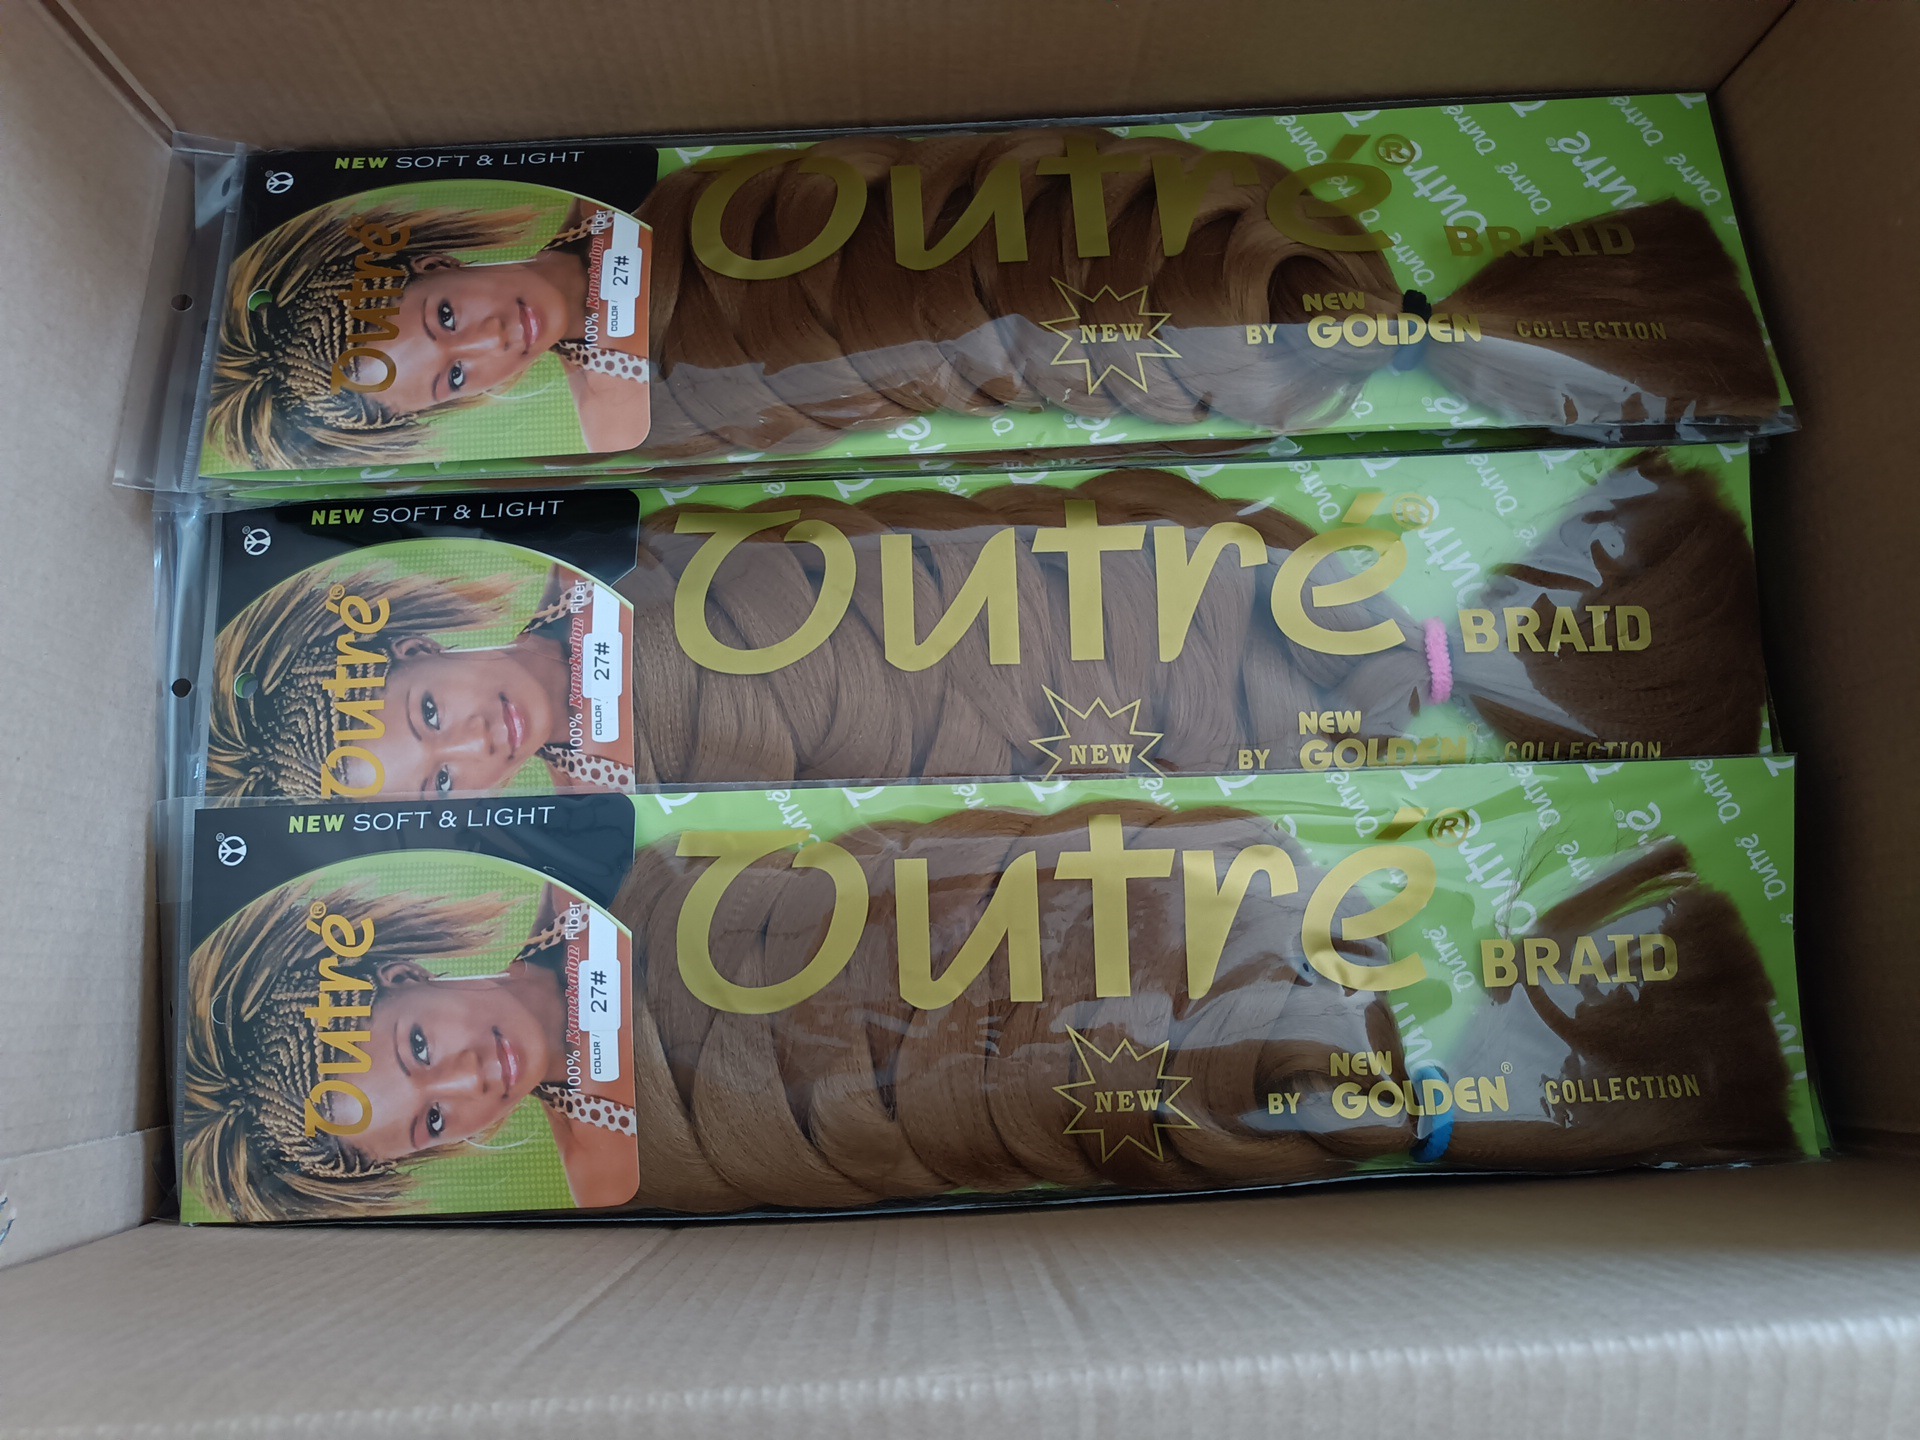 NEW SOFT & LIGHT
Outré®
100% Kanekalon Fiber
COLOR / 27#
Outré®
BRAID
NEW
BY NEW GOLDEN COLLECTION
NEW SOFT & LIGHT
Outré®
100% Kanekalon Fiber
COLOR / 27#
Outré®
BRAID
NEW
BY NEW GOLDEN COLLECTION
NEW SOFT & LIGHT
Outré®
100% Kanekalon Fiber
COLOR / 27#
Outré®
BRAID
NEW
BY NEW GOLDEN® COLLECTION